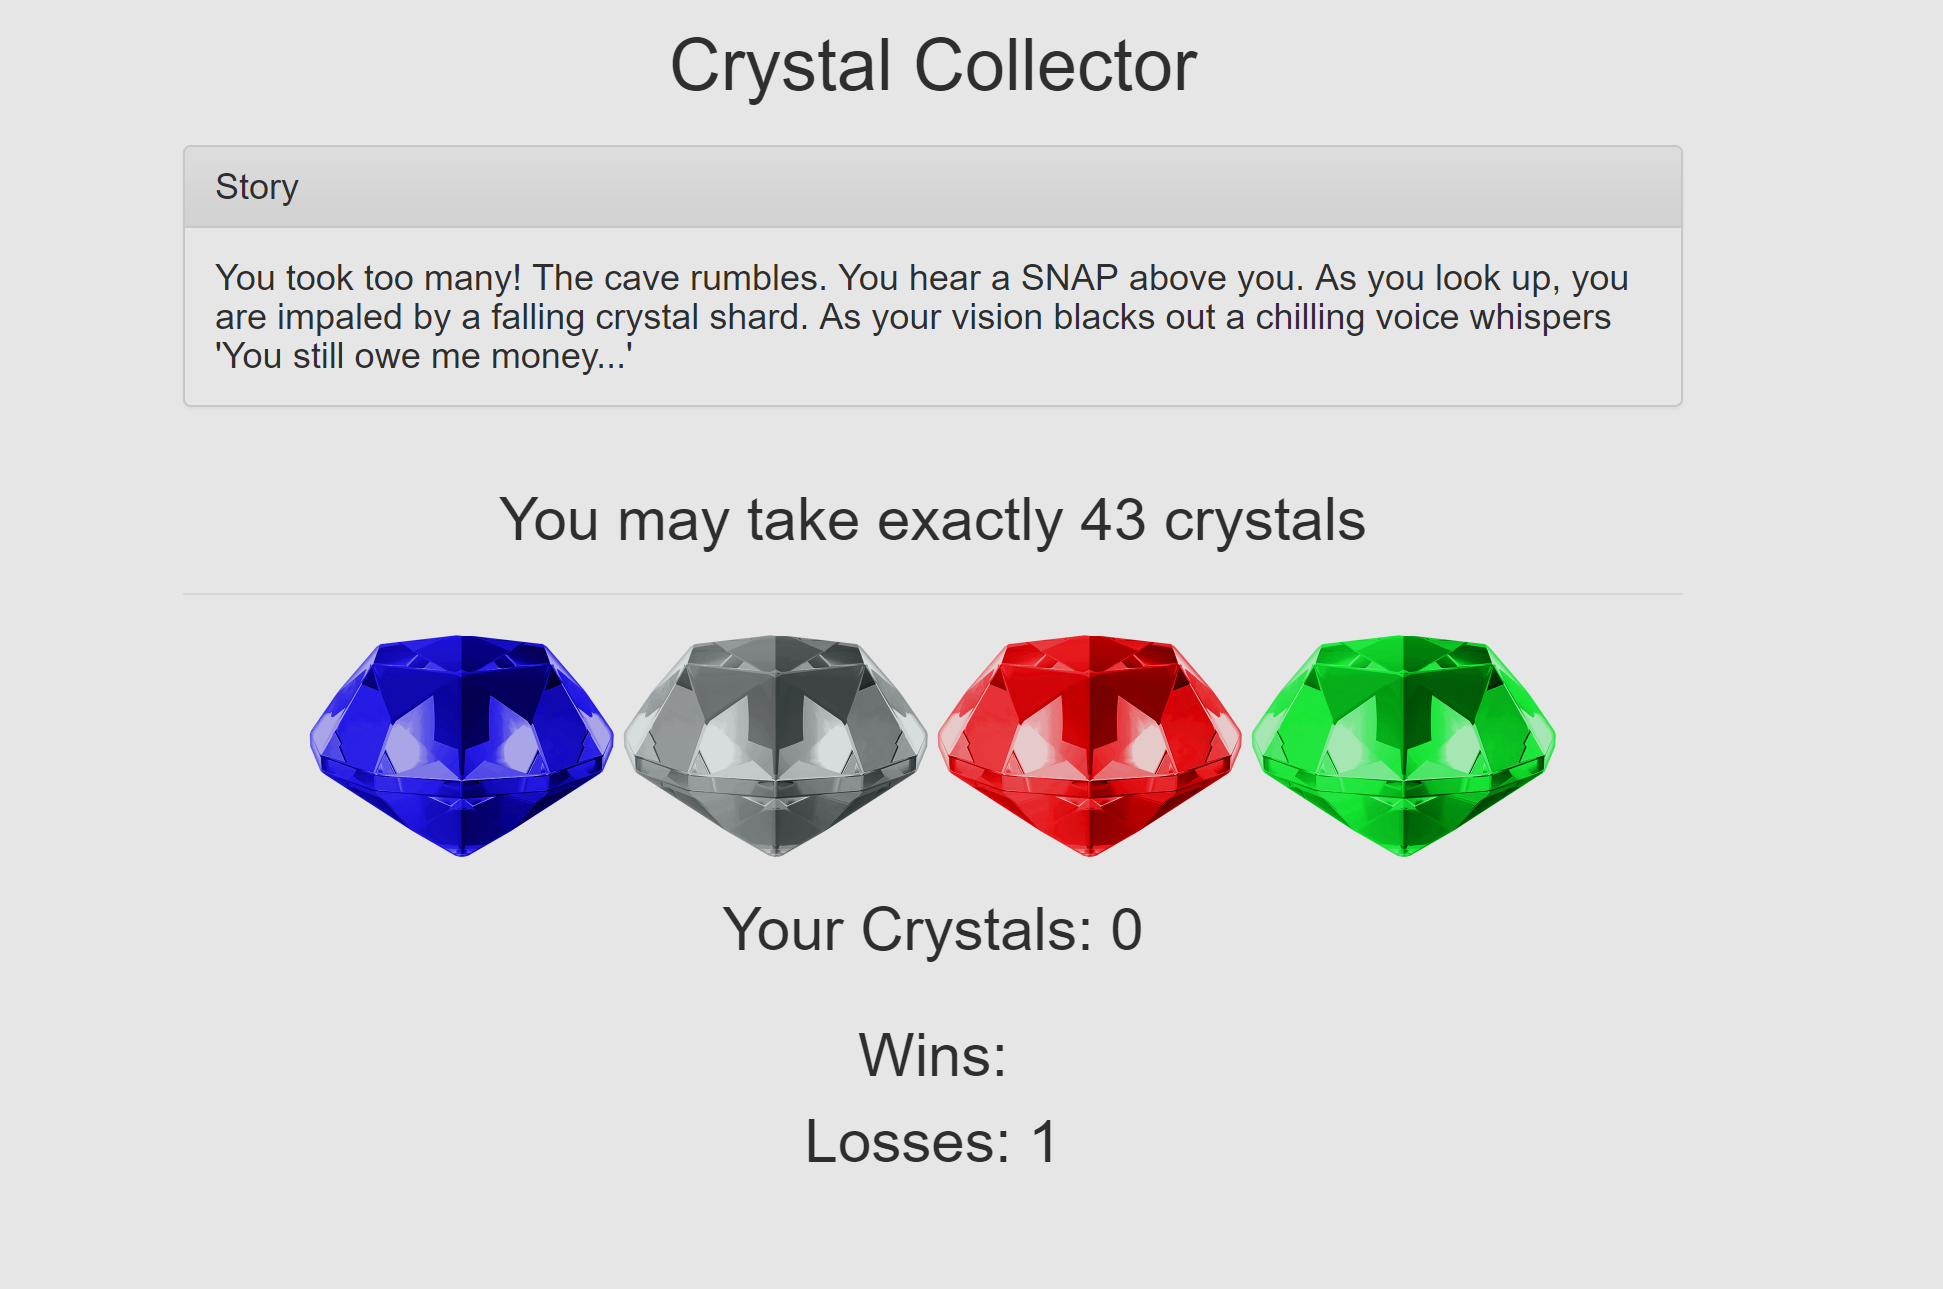 Crystal Collector
Story
You took too many! The cave rumbles. You hear a SNAP above you. As you look up, you
are impaled by a falling crystal shard. As your vision blacks out a chilling voice whispers
'You still owe me money...'
You may take exactly 43 crystals
Your Crystals: 0
Wins:
Losses: 1